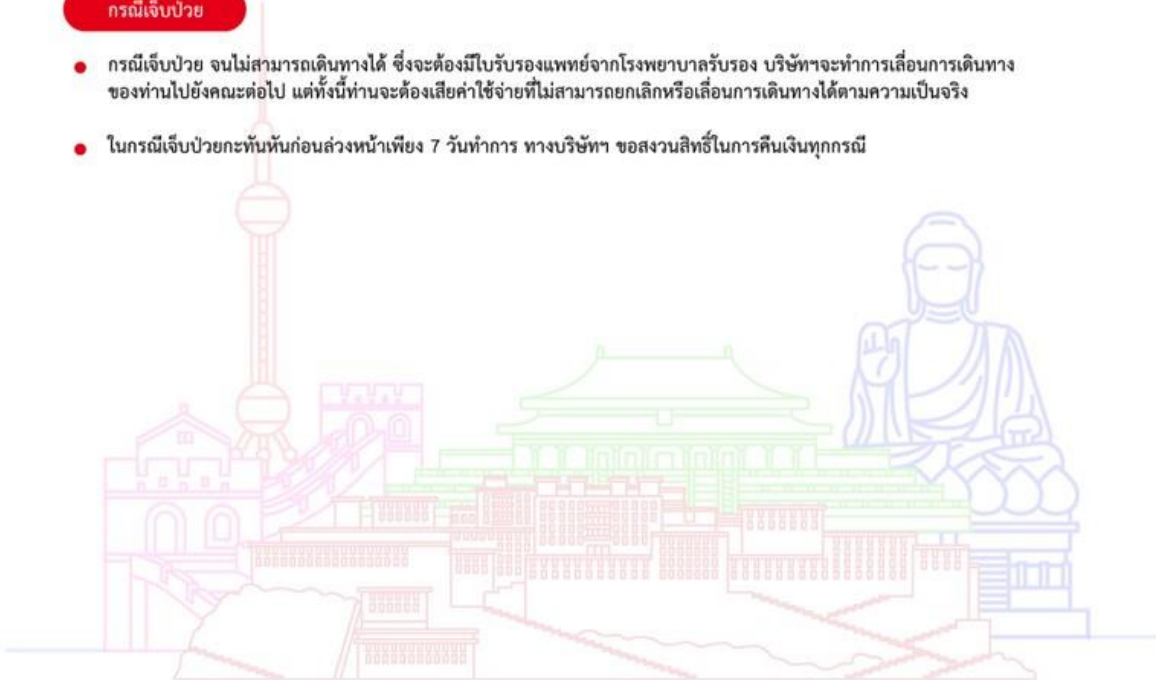 กรณีเจ็บป่วย
กรณีเจ็บป่วย จนไม่สามารถเดินทางได้ ซึ่งจะต้องมีใบรับรองแพทย์จากโรงพยาบาลรับรอง บริษัทฯจะทำการเลื่อนการเดินทาง
ของท่านไปยังคณะต่อไป แต่ทั้งนี้ท่านจะต้องเสียค่าใช้จ่ายที่ไม่สามารถยกเลิกหรือเลื่อนการเดินทางได้ตามความเป็นจริง
ในกรณีเจ็บป่วยกะทันหันก่อนล่วงหน้าเพียง 7 วันทำการ ทางบริษัทฯ ขอสงวนสิทธิ์ในการคืนเงินทุกกรณี